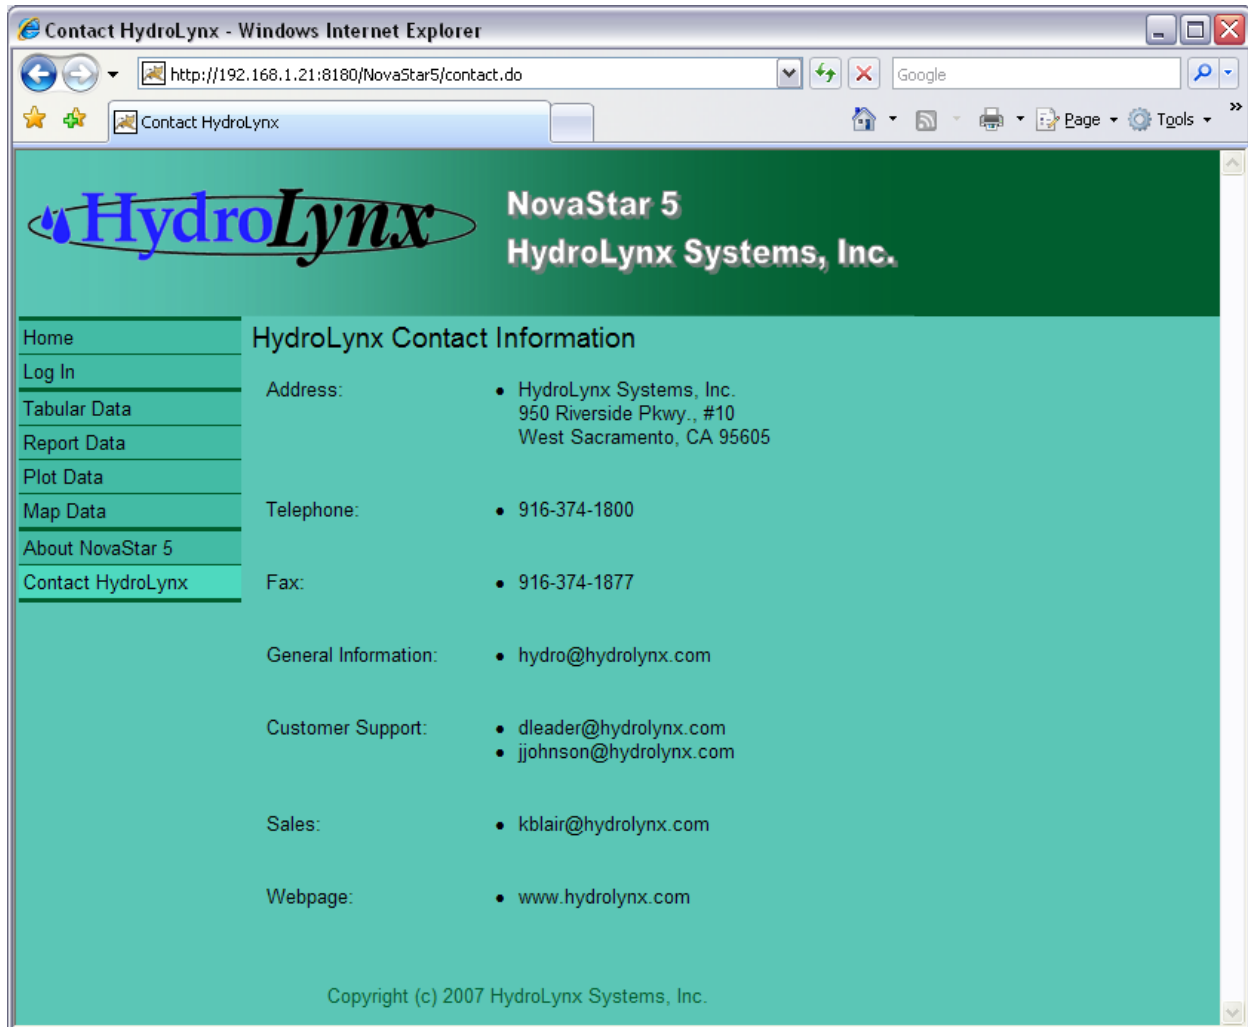 Contact HydroLynx - Windows Internet Explorer
http://192.168.1.21:8180/NovaStar5/contact.do
Google
Contact HydroLynx
Page
Tools
HydroLynx
NovaStar 5
HydroLynx Systems, Inc.
Home
Log In
Tabular Data
Report Data
Plot Data
Map Data
About NovaStar 5
Contact HydroLynx
HydroLynx Contact Information
Address:
• HydroLynx Systems, Inc.
950 Riverside Pkwy., #10
West Sacramento, CA 95605
Telephone:
• 916-374-1800
Fax:
• 916-374-1877
General Information:
• hydro@hydrolynx.com
Customer Support:
• dleader@hydrolynx.com
• jjohnson@hydrolynx.com
Sales:
• kblair@hydrolynx.com
Webpage:
• www.hydrolynx.com
Copyright (c) 2007 HydroLynx Systems, Inc.